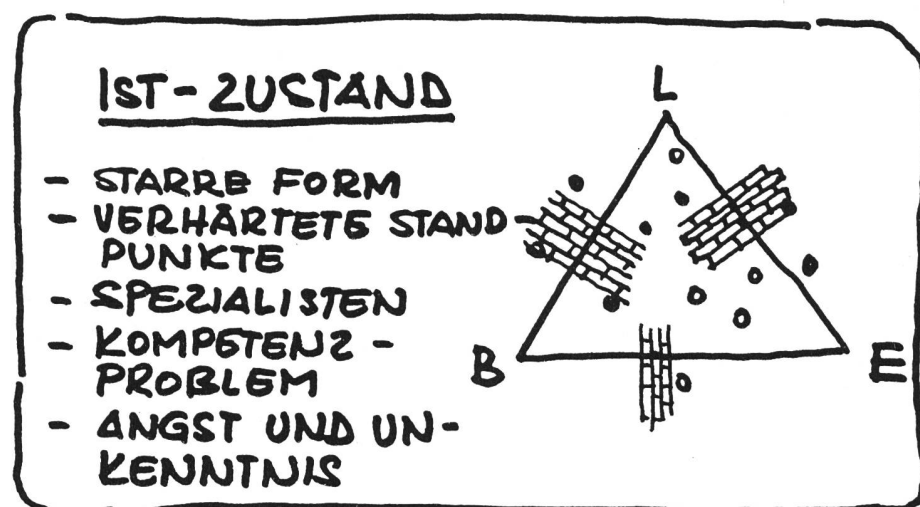 IST-ZUSTAND
- STARRE FORM
- VERHÄRTETE STAND-
PUNKTE
- SPEZIALISTEN
- KOMPETENZ-
PROBLEM
- ANGST UND UN-
KENNTNIS
L
B
E